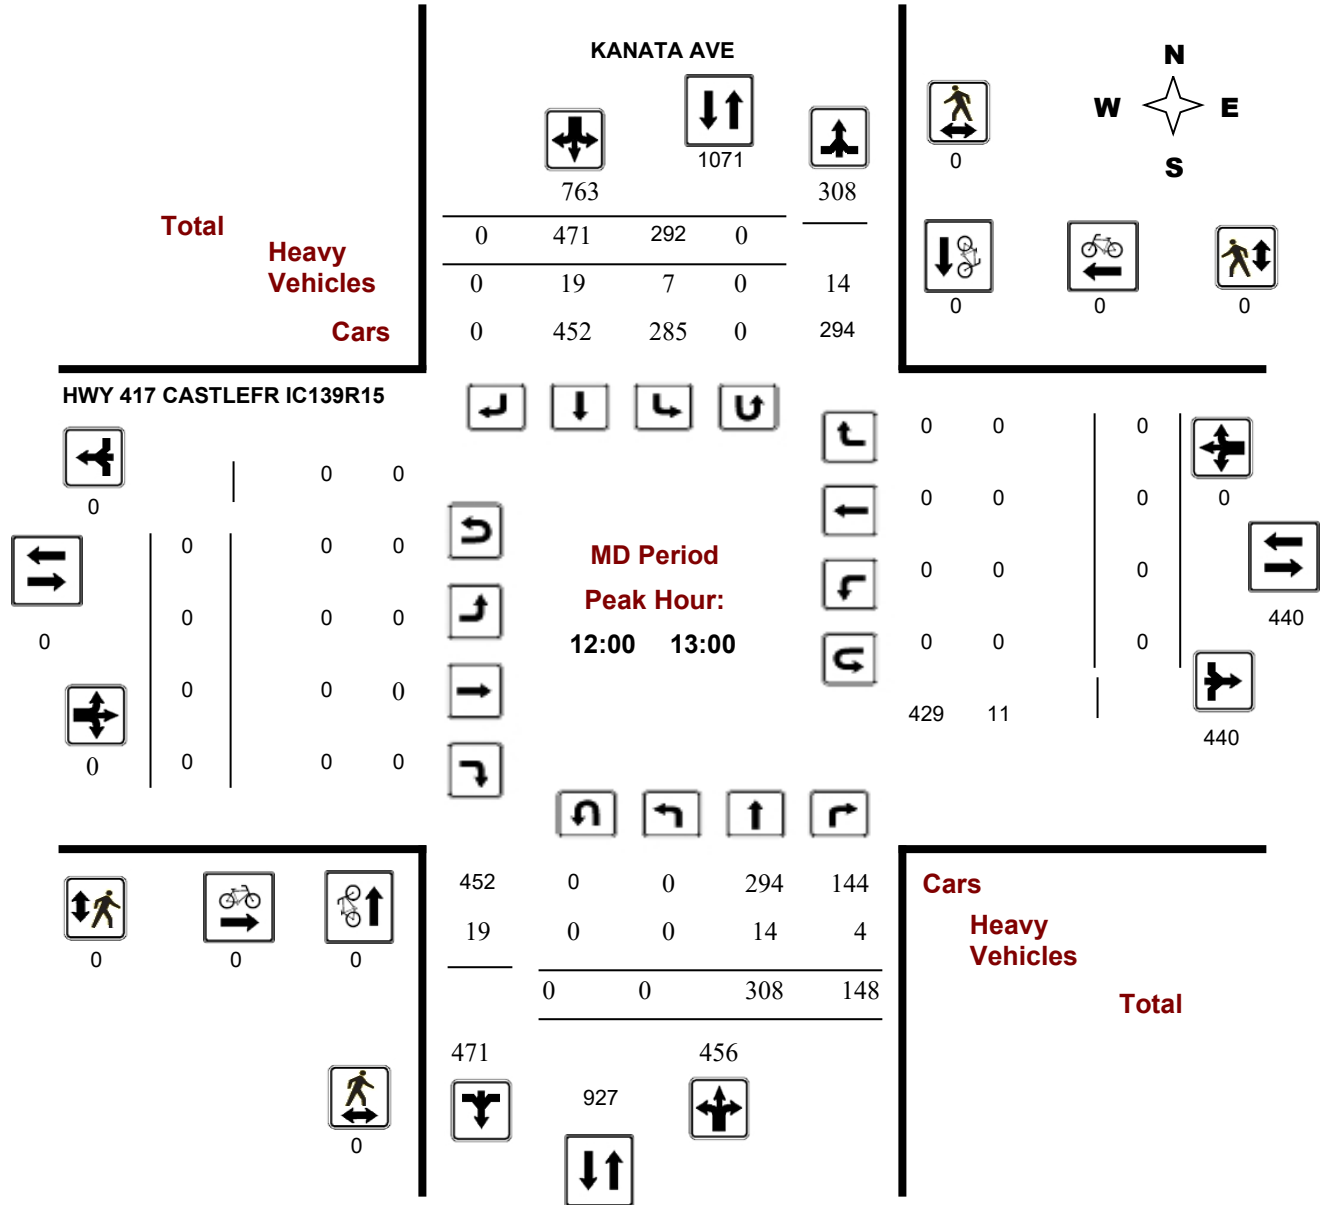 KANATA AVE
N
W E
S
1071
0
763 308
Total
0 471 292 0
Heavy
Vehicles
0 19 7 0 14
0 0 0
Cars
0 452 285 0 294
HWY 417 CASTLEFR IC139R15
0 0 0
0 0
0 0 0 0
0
0 0 0
MD Period
0 0 0
Peak Hour:
0 0 0
440
12:00 13:00
0
0 0 0
0 0 0
429 11
440
0 0 0 0
452 0 0 294 144
Cars
19 0 0 14 4
Heavy
Vehicles
0 0 0
0 0 308 148
Total
471 456
927
0